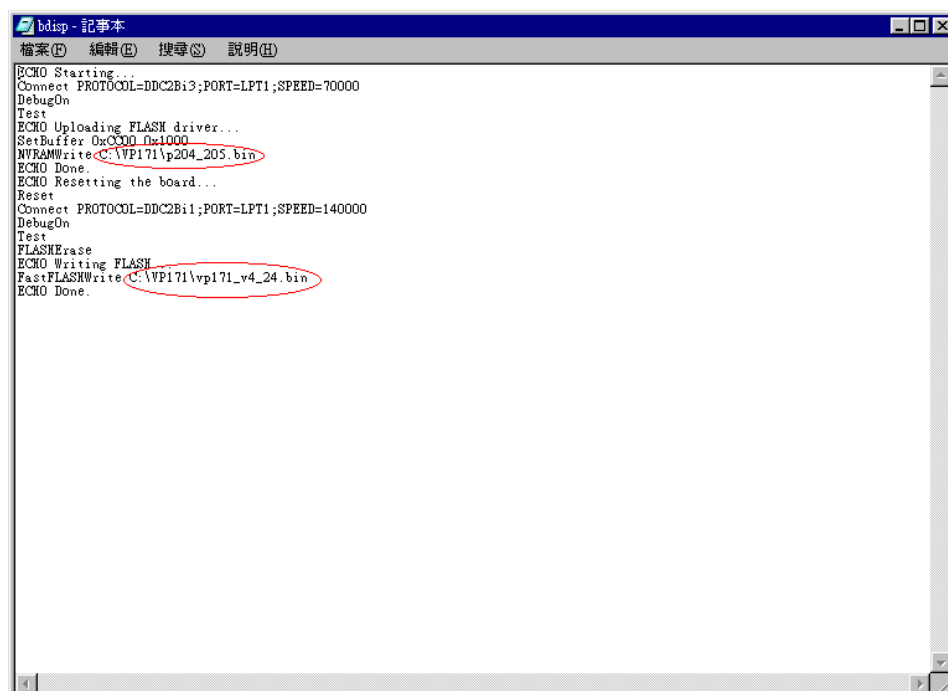 bdisp - 記事本
檔案(F) 編輯(E) 搜尋(S) 説明(H)
ECHO Starting...
Connect PROTOCOL=DDC2Bi3;PORT=LPT1;SPEED=70000
DebugOn
Test
ECHO Uploading FLASH driver...
SetBuffer 0xCC00 0x1000
NVRAMWrite C:\VP171\p204_205.bin
ECHO Done.
ECHO Resetting the board...
Reset
Connect PROTOCOL=DDC2Bi1;PORT=LPT1;SPEED=140000
DebugOn
Test
FLASHErase
ECHO Writing FLASH...
FastFLASHWrite C:\VP171\vp171_v4_24.bin
ECHO Done.